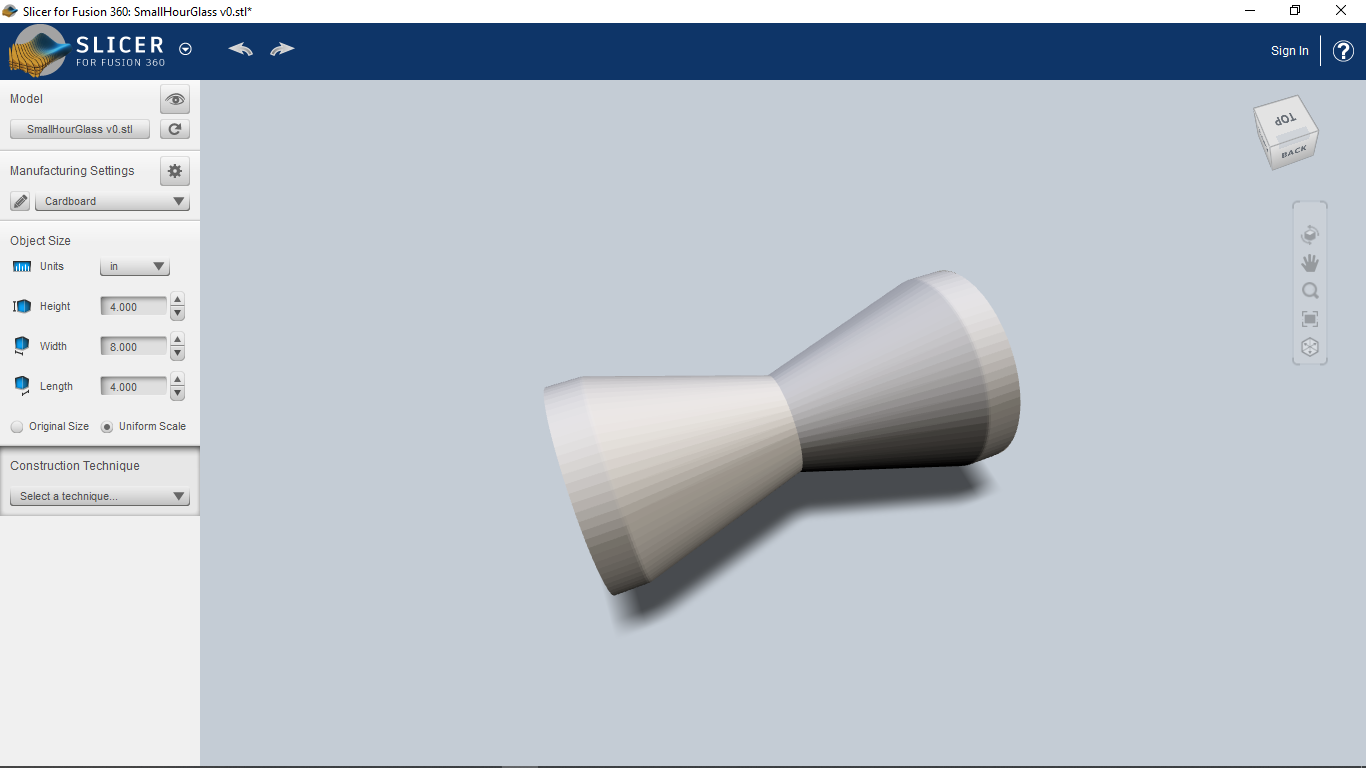 Slicer for Fusion 360: SmallHourGlass v0.stl*
SLICER
FOR FUSION 360
Sign In
?
Model
SmallHourGlass v0.stl
Manufacturing Settings
Cardboard
Object Size
Units in
Height 4.000
Width 8.000
Length 4.000
Original Size Uniform Scale
Construction Technique
Select a technique...
TOP
BACK